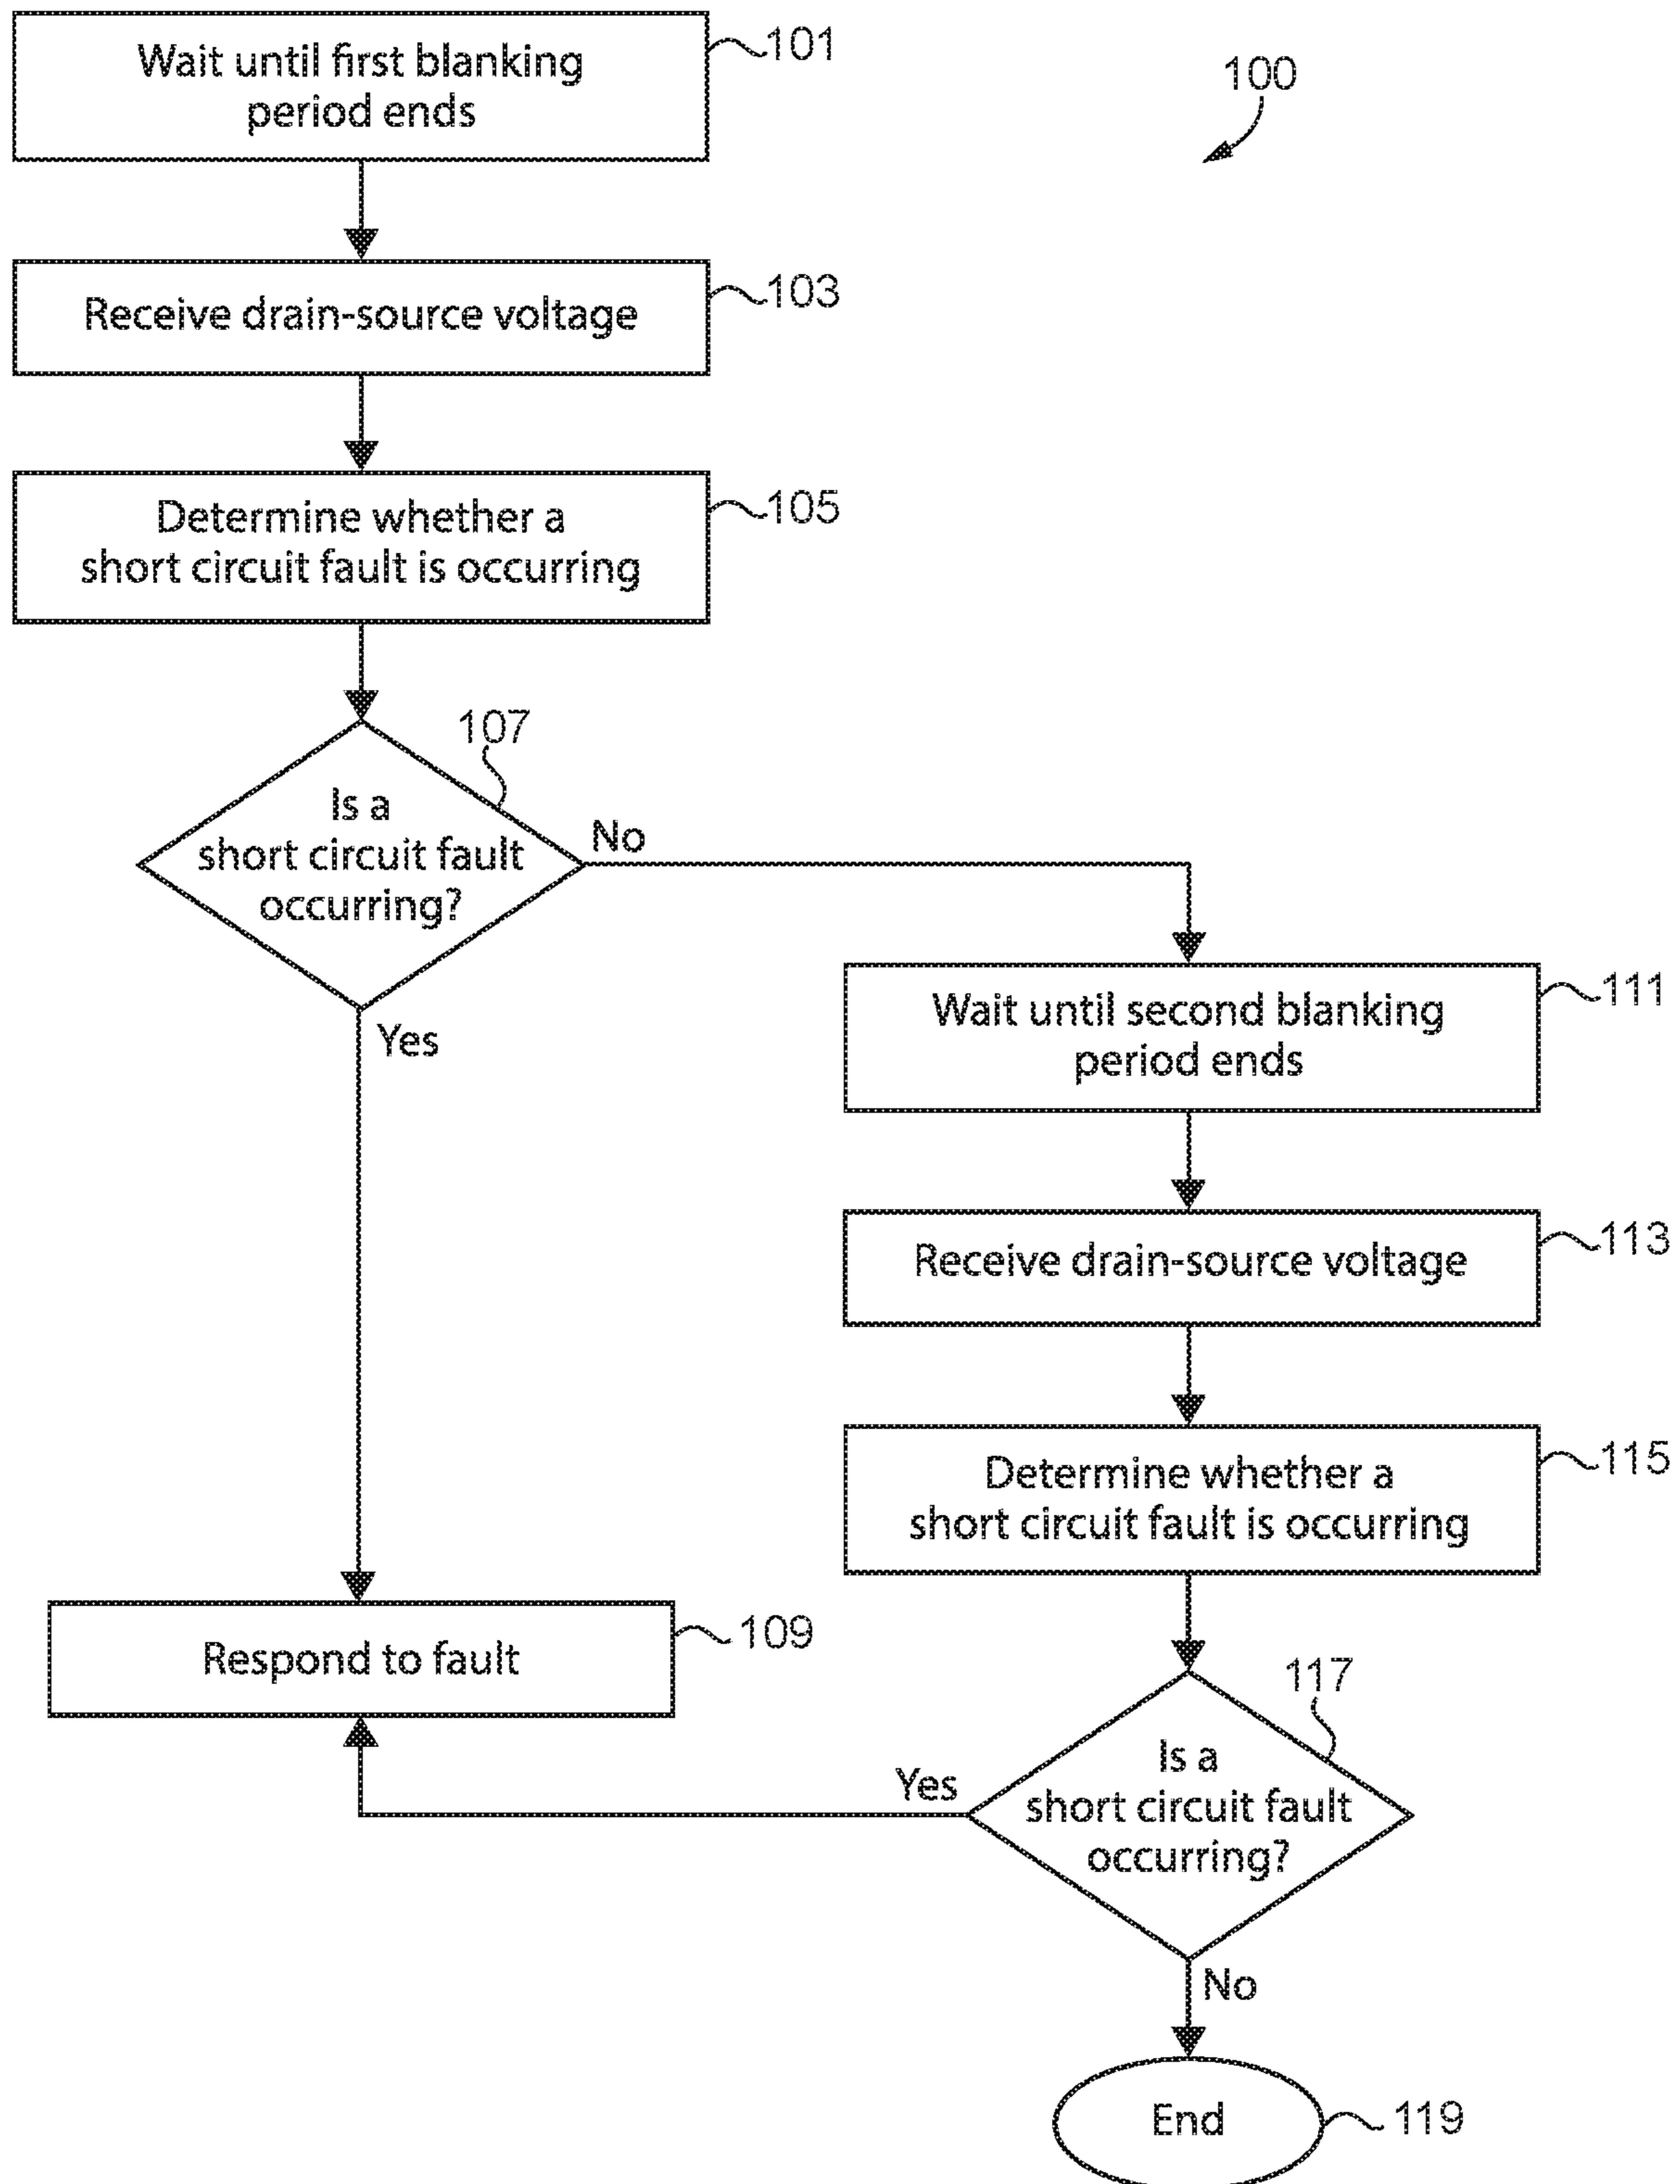 Wait until first blanking
period ends
101
100
Receive drain-source voltage
103
Determine whether a
short circuit fault is occurring
105
107
Is a
short circuit fault
occurring?
No
Yes
Wait until second blanking
period ends
111
Receive drain-source voltage
113
Determine whether a
short circuit fault is occurring
115
Respond to fault
109
117
Is a
short circuit fault
occurring?
Yes
No
End
119